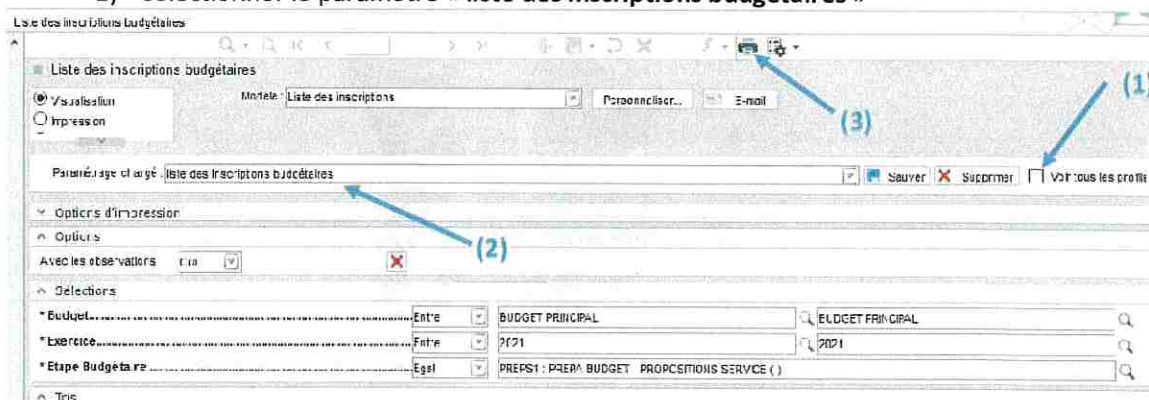 2) Sélectionner le paramètre « liste des inscriptions budgétaires »
Liste des inscriptions budgétaires
Liste des inscriptions budgétaires
Visualisation
Modèle : Liste des inscriptions
Personnaliser...
E-mail
(1)
Impression
(3)
Paramétrage chargé : liste des inscriptions budgétaires
Sauver
Supprimer
Voir tous les profils
Options d'impression
Options
(2)
Avec les observations
Sélections
* Budget
Entre
BUDGET PRINCIPAL
BUDGET PRINCIPAL
* Exercice
Entre
2021
2021
* Etape Budgétaire
Egal
PREPS1 : PREPA BUDGET PROPOSITIONS SERVICE ( )
Tris